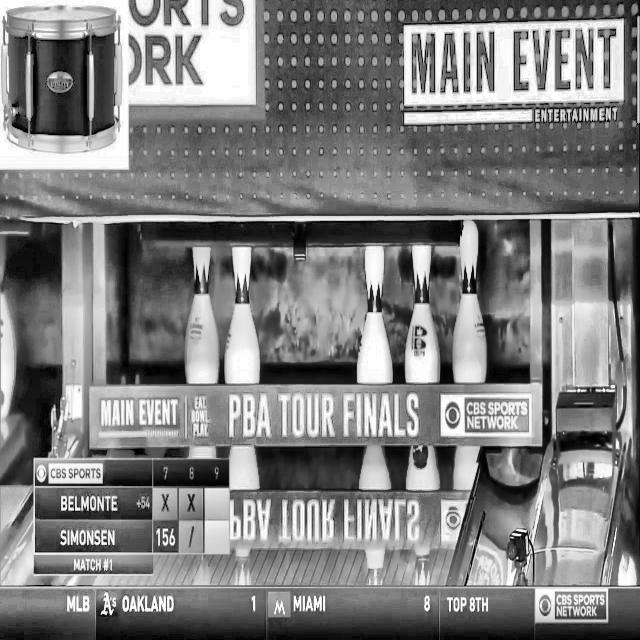 ORTS
ORK
MAIN EVENT
ENTERTAINMENT
MAIN EVENT
EAT.
BOWL.
PLAY.
PBA TOUR FINALS
CBS SPORTS
NETWORK
CBS SPORTS 7 8 9
BELMONTE +54 X X
SIMONSEN 156 /
MATCH #1
PBA TOUR FINALS
MLB A's OAKLAND 1 M MIAMI 8 TOP 8TH
CBS SPORTS
NETWORK